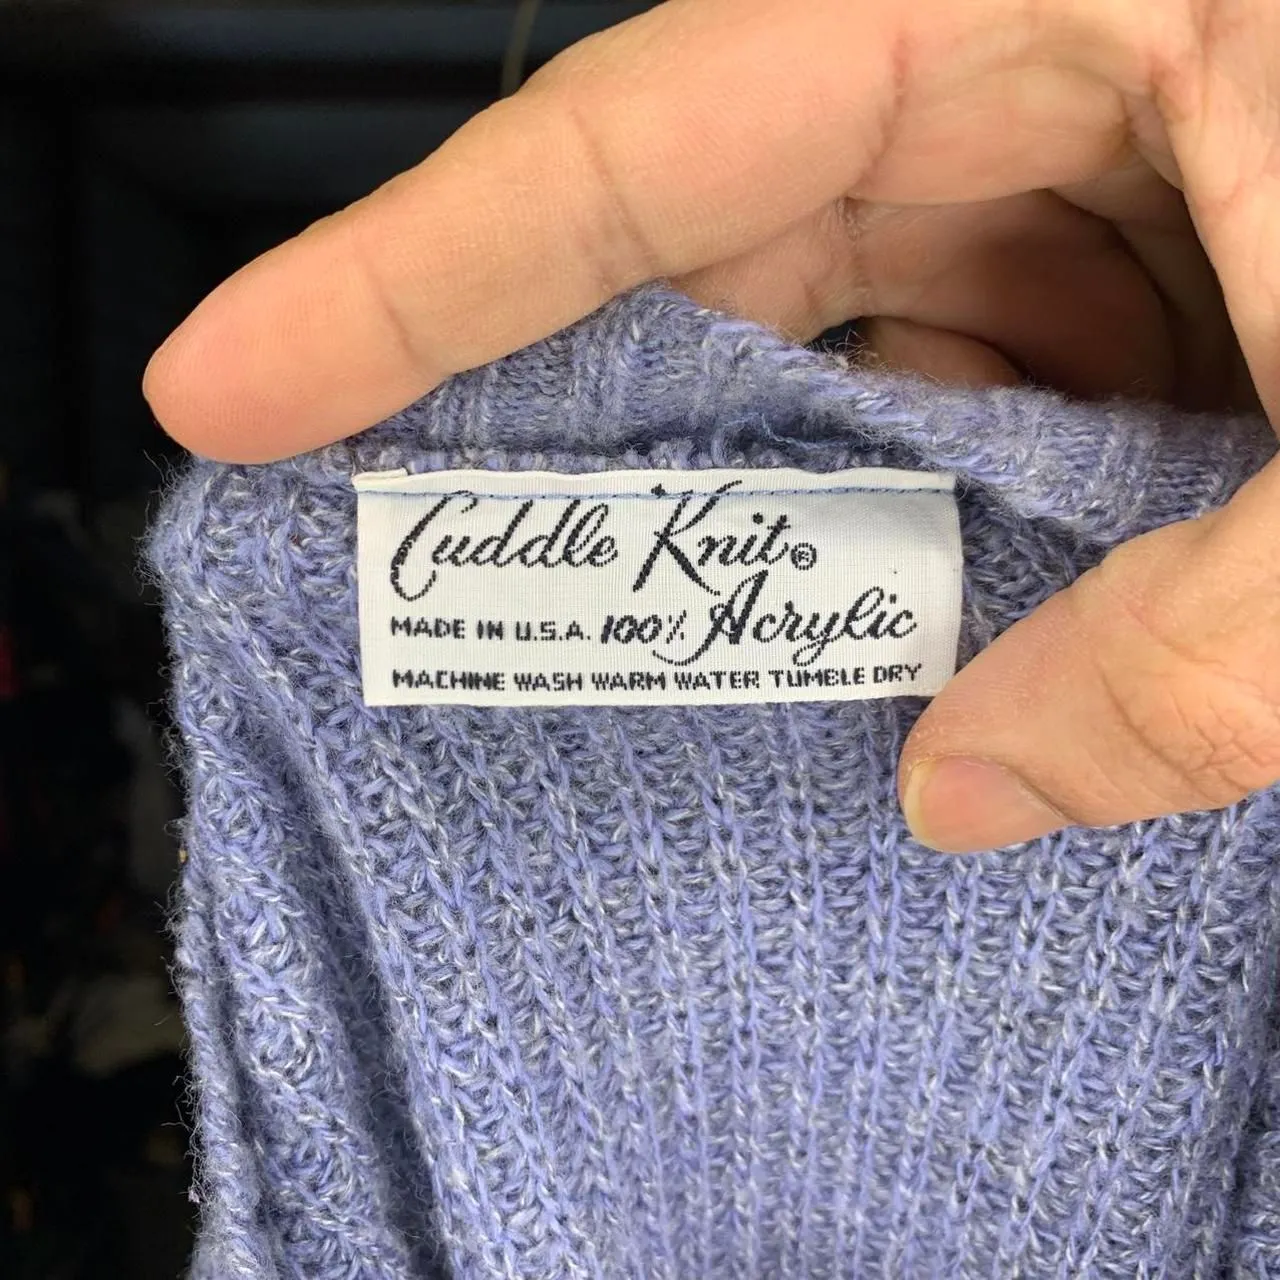 Cuddle Knit®
MADE IN U.S.A. 100% Acrylic
MACHINE WASH WARM WATER TUMBLE DRY